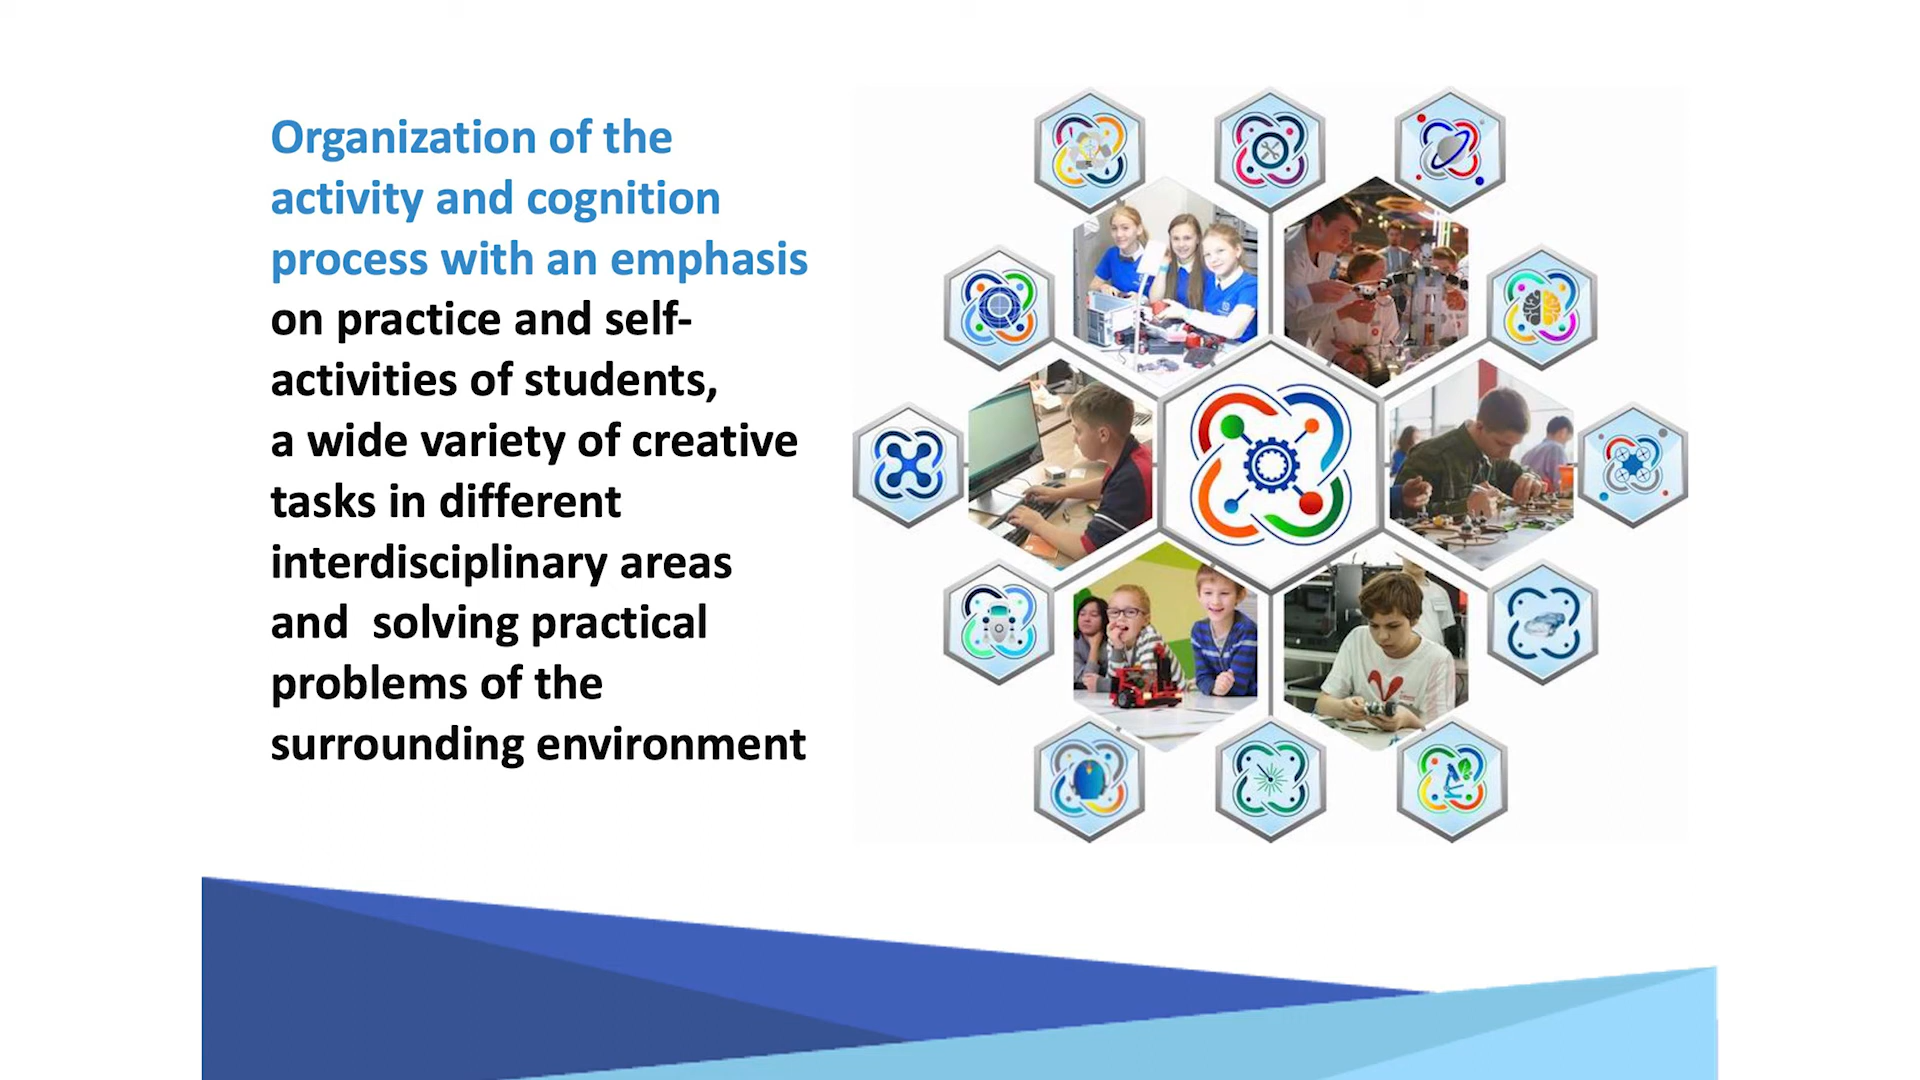 Organization of the
activity and cognition
process with an emphasis
on practice and self-
activities of students,
a wide variety of creative
tasks in different
interdisciplinary areas
and  solving practical
problems of the
surrounding environment